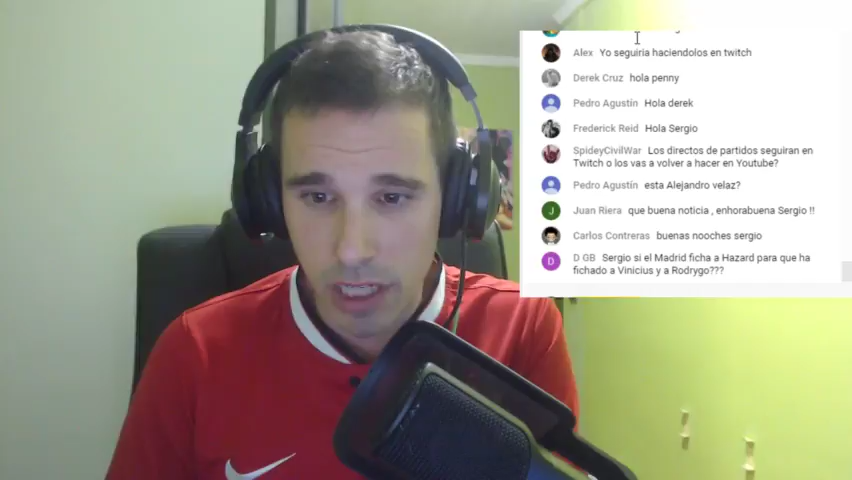 Alex Yo seguiria haciendolos en twitch
Derek Cruz hola penny
Pedro Agustín Hola derek
Frederick Reid Hola Sergio
SpideyCivilWar Los directos de partidos seguiran en
Twitch o los vas a volver a hacer en Youtube?
Pedro Agustín esta Alejandro velaz?
J Juan Riera que buena noticia , enhorabuena Sergio !!
Carlos Contreras buenas nooches sergio
D D GB Sergio si el Madrid ficha a Hazard para que ha
fichado a Vinicius y a Rodrygo???